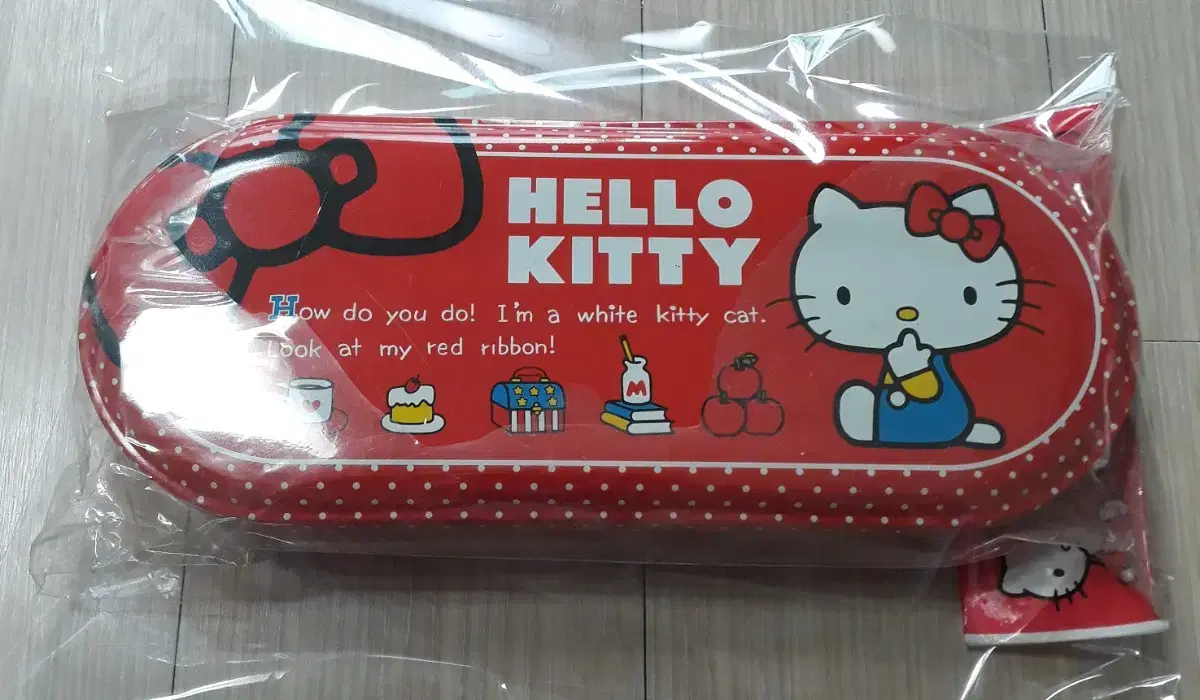 HELLO
KITTY
How do you do! I'm a white kitty cat.
Look at my red ribbon!
M